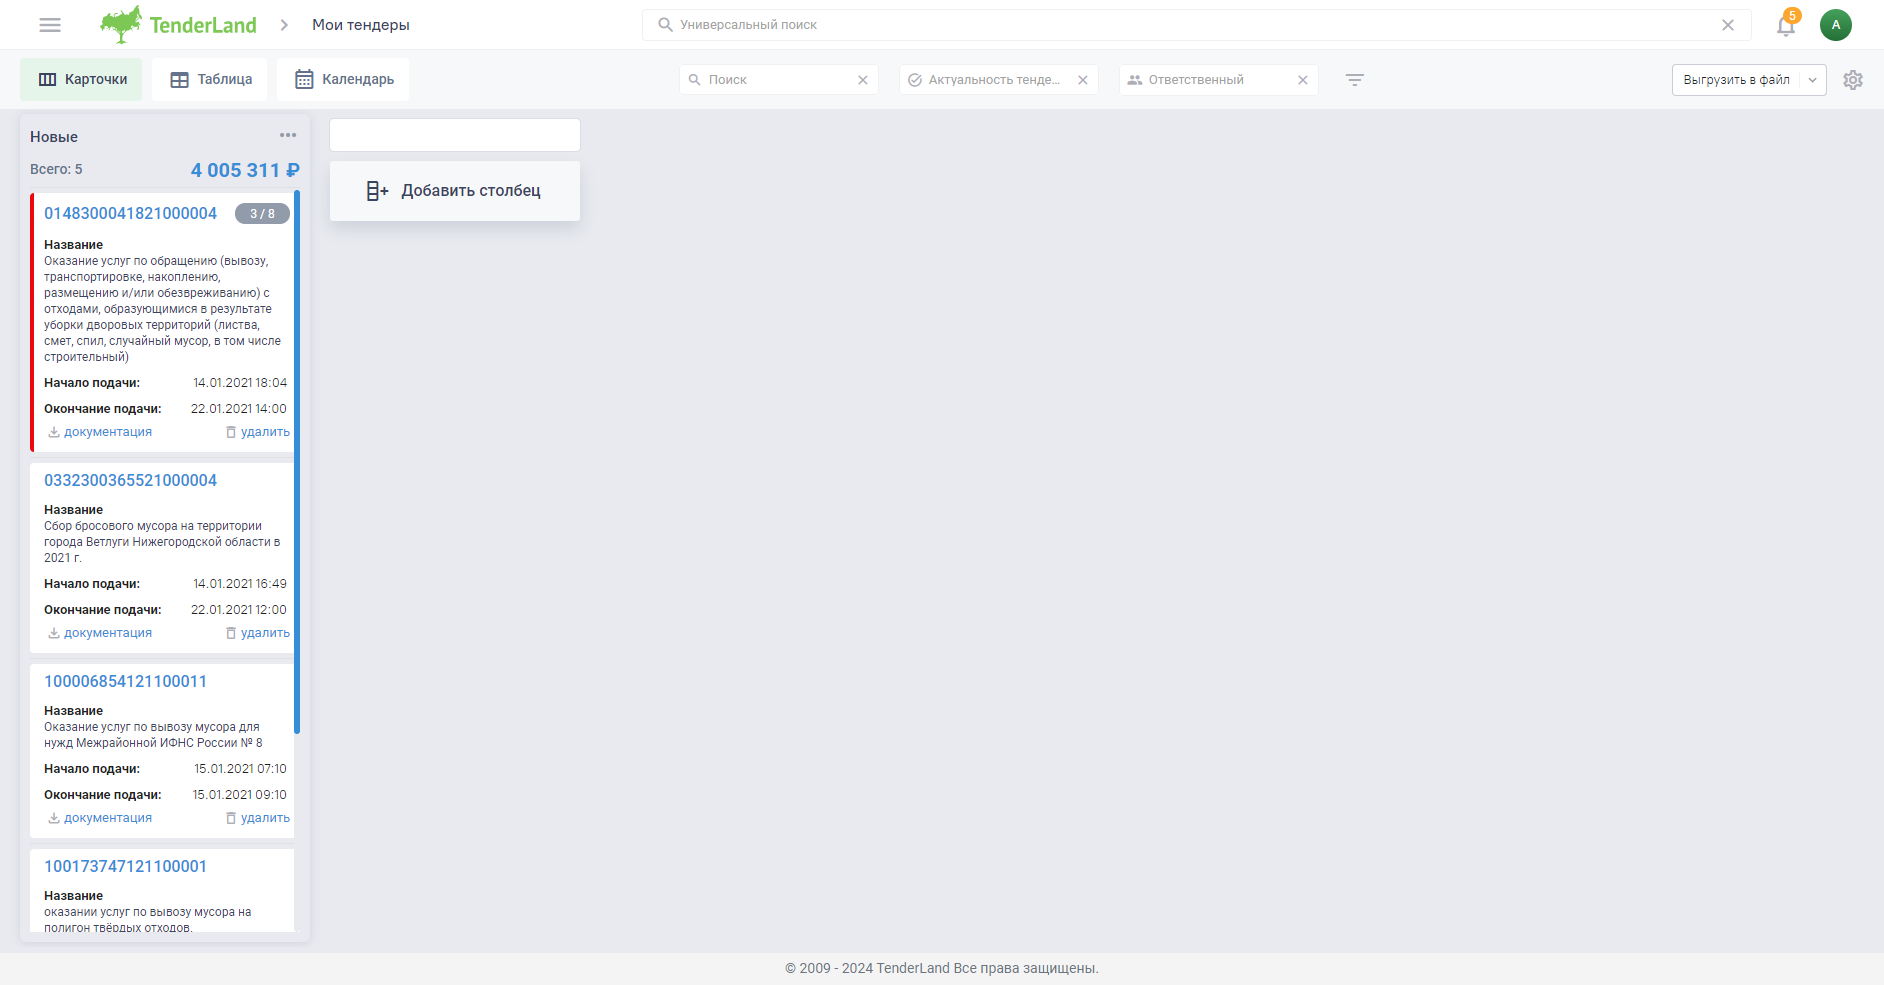 TenderLand
Мои тендеры
Универсальный поиск
5
A
Карточки
Таблица
Календарь
Поиск
Актуальность тенде...
Ответственный
Выгрузить в файл
Новые
Всего: 5
4 005 311 ₽
0148300041821000004
3 / 8
Название
Оказание услуг по обращению (вывозу,
транспортировке, накоплению,
размещению и/или обезвреживанию) с
отходами, образующимися в результате
уборки дворовых территорий (листва,
смет, спил, случайный мусор, в том числе
строительный)
Начало подачи: 14.01.2021 18:04
Окончание подачи: 22.01.2021 14:00
документация удалить
0332300365521000004
Название
Сбор бросового мусора на территории
города Ветлуги Нижегородской области в
2021 г.
Начало подачи: 14.01.2021 16:49
Окончание подачи: 22.01.2021 12:00
документация удалить
100006854121100011
Название
Оказание услуг по вывозу мусора для
нужд Межрайонной ИФНС России № 8
Начало подачи: 15.01.2021 07:10
Окончание подачи: 15.01.2021 09:10
документация удалить
100173747121100001
Название
оказании услуг по вывозу мусора на
полигон твёрдых отходов.
Добавить столбец
© 2009 - 2024 TenderLand Все права защищены.